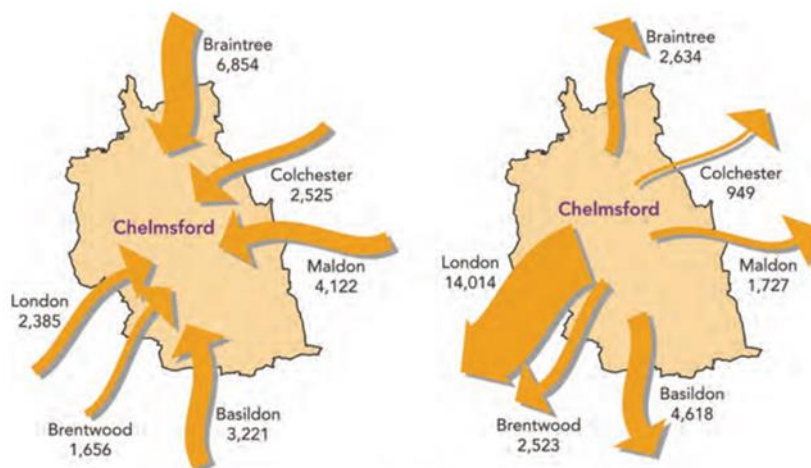 Braintree
6,854
Colchester
2,525
Chelmsford
Maldon
4,122
London
2,385
Brentwood
1,656
Basildon
3,221
Braintree
2,634
Colchester
949
Chelmsford
Maldon
1,727
London
14,014
Brentwood
2,523
Basildon
4,618